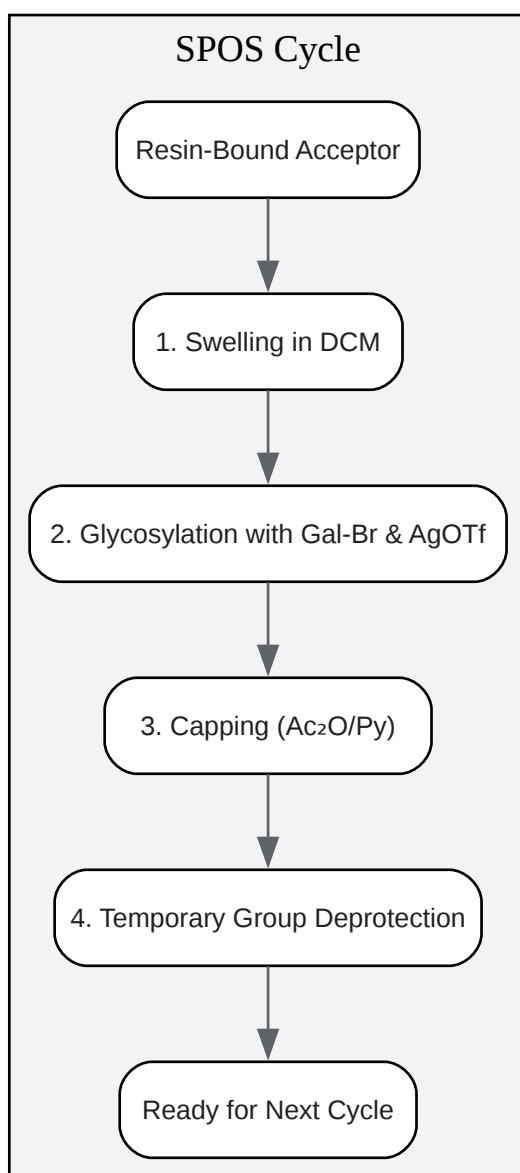 SPOS Cycle
Resin-Bound Acceptor
1. Swelling in DCM
2. Glycosylation with Gal-Br & AgOTf
3. Capping (Ac₂O/Py)
4. Temporary Group Deprotection
Ready for Next Cycle